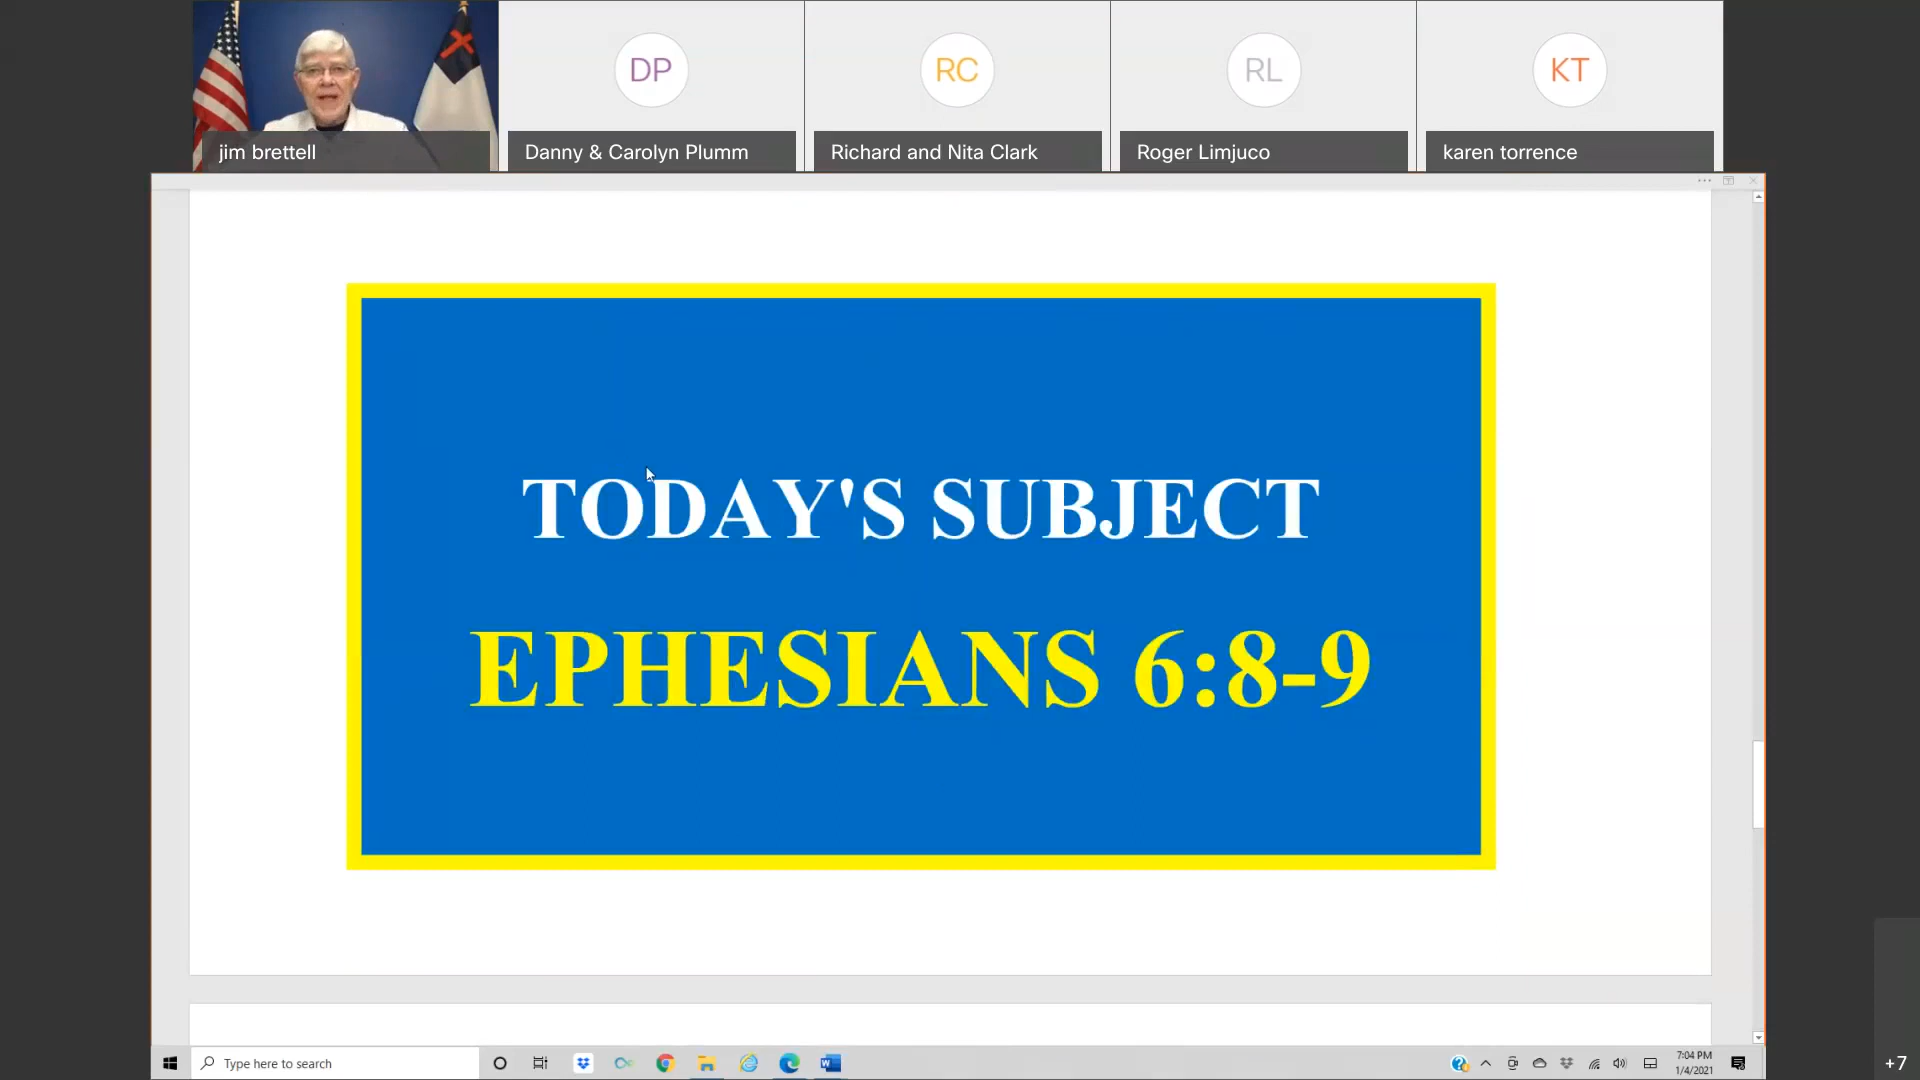 DP
RC
RL
KT
jim brettell
Danny & Carolyn Plumm
Richard and Nita Clark
Roger Limjuco
karen torrence
TODAY'S SUBJECT
EPHESIANS 6:8-9
Type here to search
7:04 PM
1/4/2021
+7